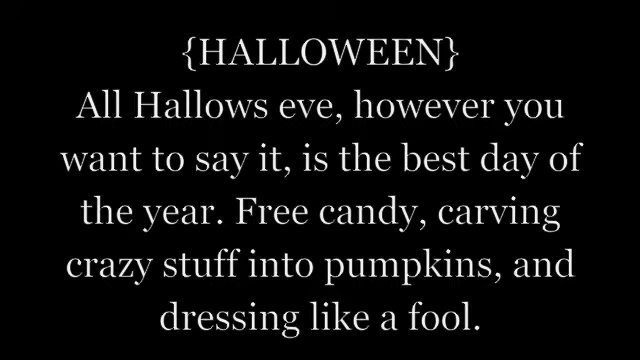 {HALLOWEEN}
All Hallows eve, however you
want to say it, is the best day of
the year. Free candy, carving
crazy stuff into pumpkins, and
dressing like a fool.